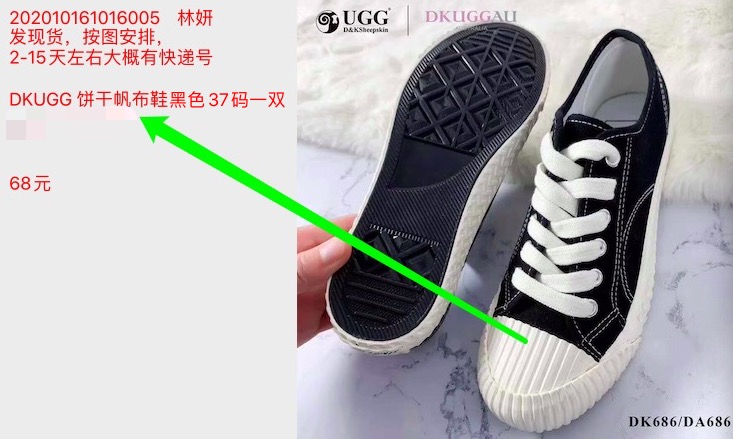 202010161016005 林妍
发现货，按图安排，
2-15天左右大概有快递号
DKUGG 饼干帆布鞋黑色37码一双
68元
UGG
D&KSheepskin
DKUGGAU
AUSTRALIA
DK686/DA686